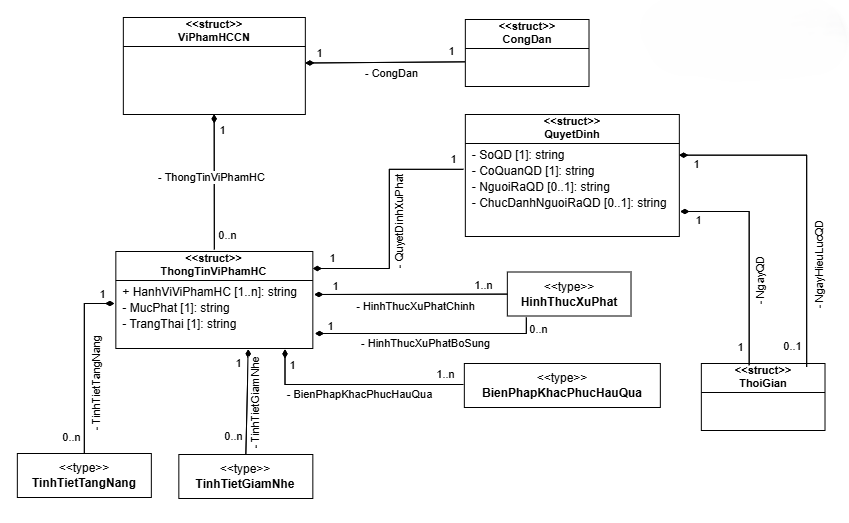 <<struct>>
ViPhamHCCN
1
1
- CongDan
<<struct>>
CongDan
1
- ThongTinViPhamHC
0..n
<<struct>>
QuyetDinh
- SoQD [1]: string
- CoQuanQD [1]: string
- NguoiRaQD [0..1]: string
- ChucDanhNguoiRaQD [0..1]: string
1
1
1
- QuyetDinhXuPhat
1
- NgayQD
- NgayHieuLucQD
1
0..1
<<struct>>
ThoiGian
<<struct>>
ThongTinViPhamHC
+ HanhViViPhamHC [1..n]: string
- MucPhat [1]: string
- TrangThai [1]: string
1
1..n
- HinhThucXuPhatChinh
<<type>>
HinhThucXuPhat
1
0..n
- HinhThucXuPhatBoSung
1
1..n
- BienPhapKhacPhucHauQua
<<type>>
BienPhapKhacPhucHauQua
1
- TinhTietTangNang
0..n
<<type>>
TinhTietTangNang
1
- TinhTietGiamNhe
0..n
<<type>>
TinhTietGiamNhe